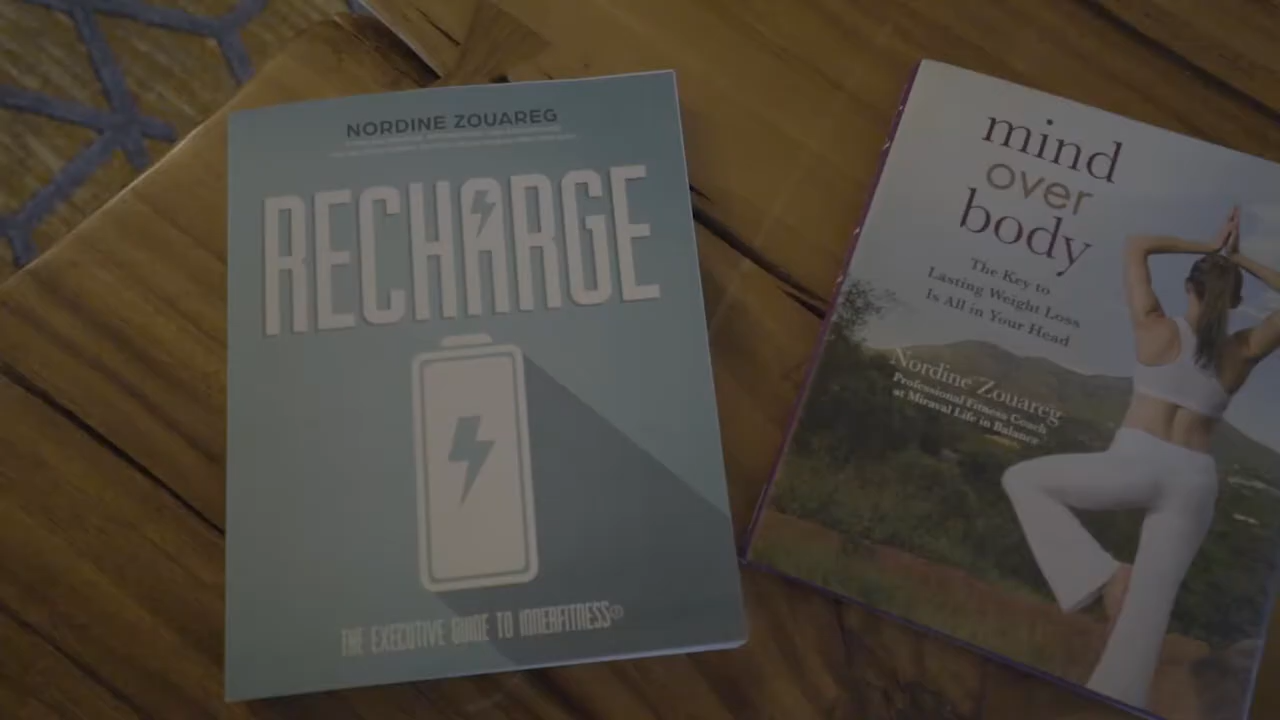 NORDINE ZOUAREG
RECHARGE
THE EXECUTIVE GUIDE TO INNERFITNESS®
mind
over
body
The Key to
Lasting Weight Loss
Is All in Your Head
Nordine Zouareg
Professional Fitness Coach
at Miraval Life in Balance